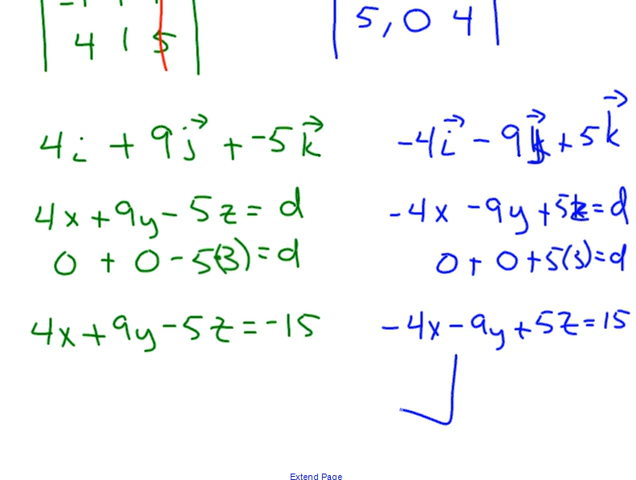 4 1 5
5, 0 4
4i + 9j + -5k
-4i - 9j + 5k
4x + 9y - 5z = d
-4x - 9y + 5z = d
0 + 0 - 5(3) = d
0 + 0 + 5(3) = d
4x + 9y - 5z = -15
-4x - 9y + 5z = 15
Extend Page